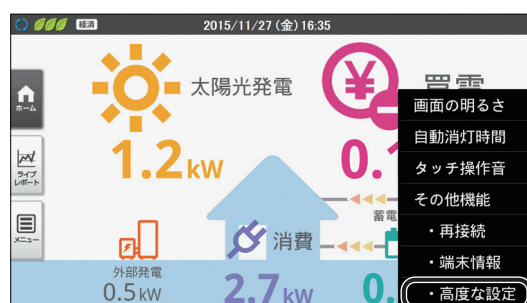 経済
2015/11/27(金)16:35
太陽光発電
買電
1.2kW
0.
ホーム
ライフ
レポート
メニュー
外部発電
0.5kW
消費
2.7kW
蓄電
0.
画面の明るさ
自動消灯時間
タッチ操作音
その他機能
・再接続
・端末情報
・高度な設定